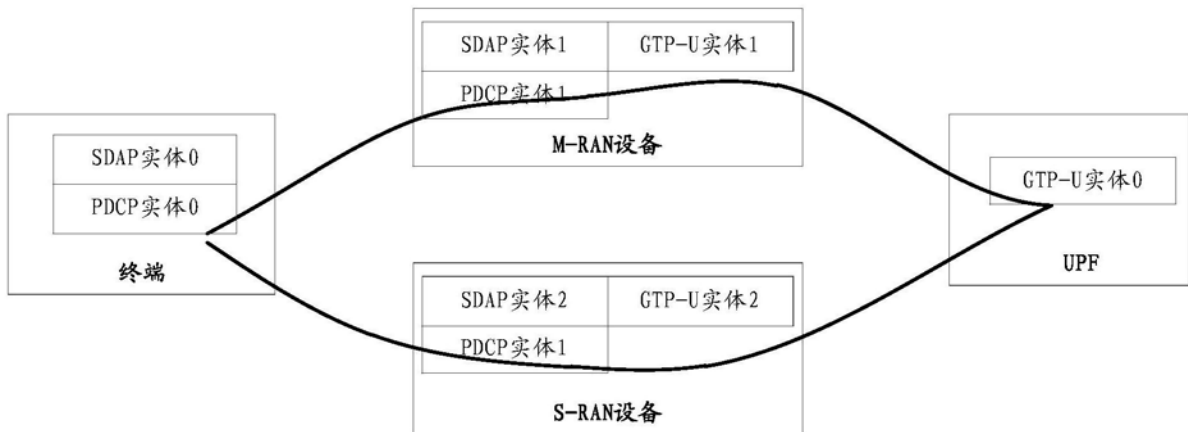 SDAP实体1 GTP-U实体1
PDCP实体1
M-RAN设备
SDAP实体0
PDCP实体0
终端
GTP-U实体0
UPF
SDAP实体2 GTP-U实体2
PDCP实体1
S-RAN设备